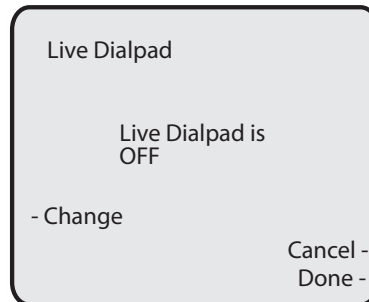 Live Dialpad
Live Dialpad is
OFF
- Change
Cancel -
Done -